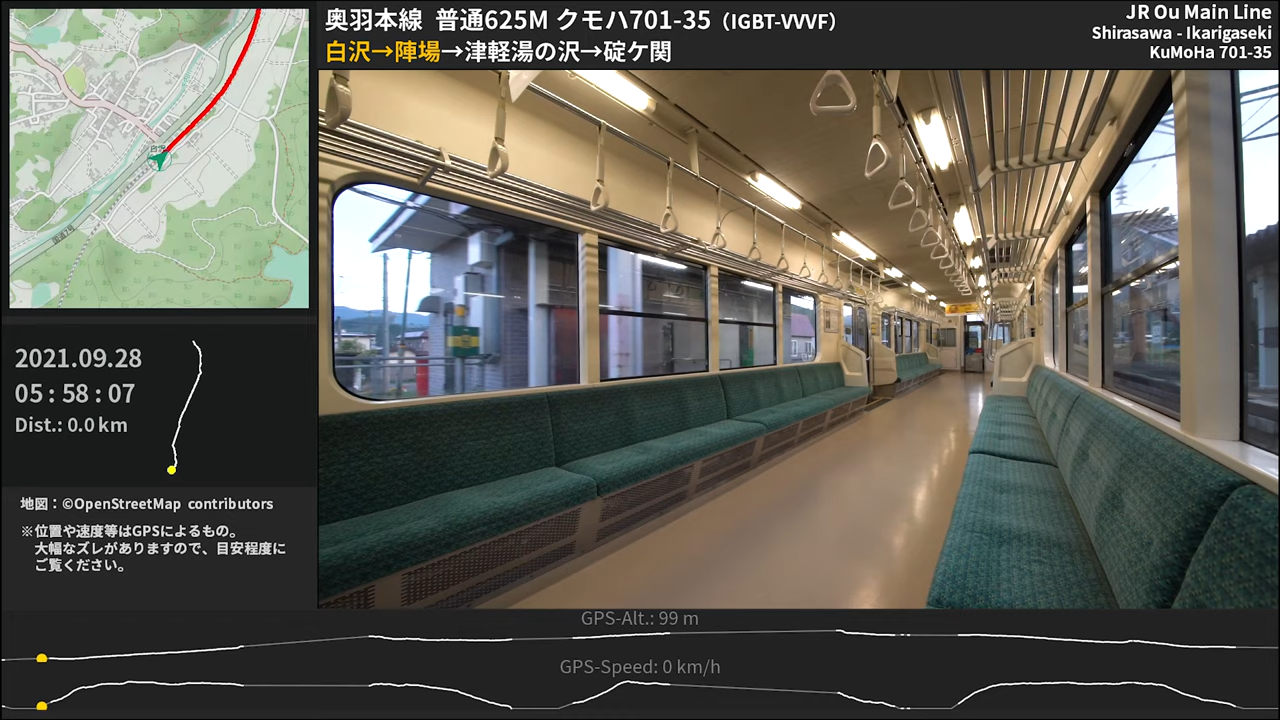 奥羽本線 普通625M クモハ701-35（IGBT-VVVF）
白沢→陣場→津軽湯の沢→碇ケ関
JR Ou Main Line
Shirasawa - Ikarigaseki
KuMoHa 701-35
白沢
2021.09.28
05:58:07
Dist.: 0.0 km
地図：©OpenStreetMap contributors
※位置や速度等はGPSによるもの。
大幅なズレがありますので、目安程度に
ご覧ください。
GPS-Alt.: 99 m
GPS-Speed: 0 km/h